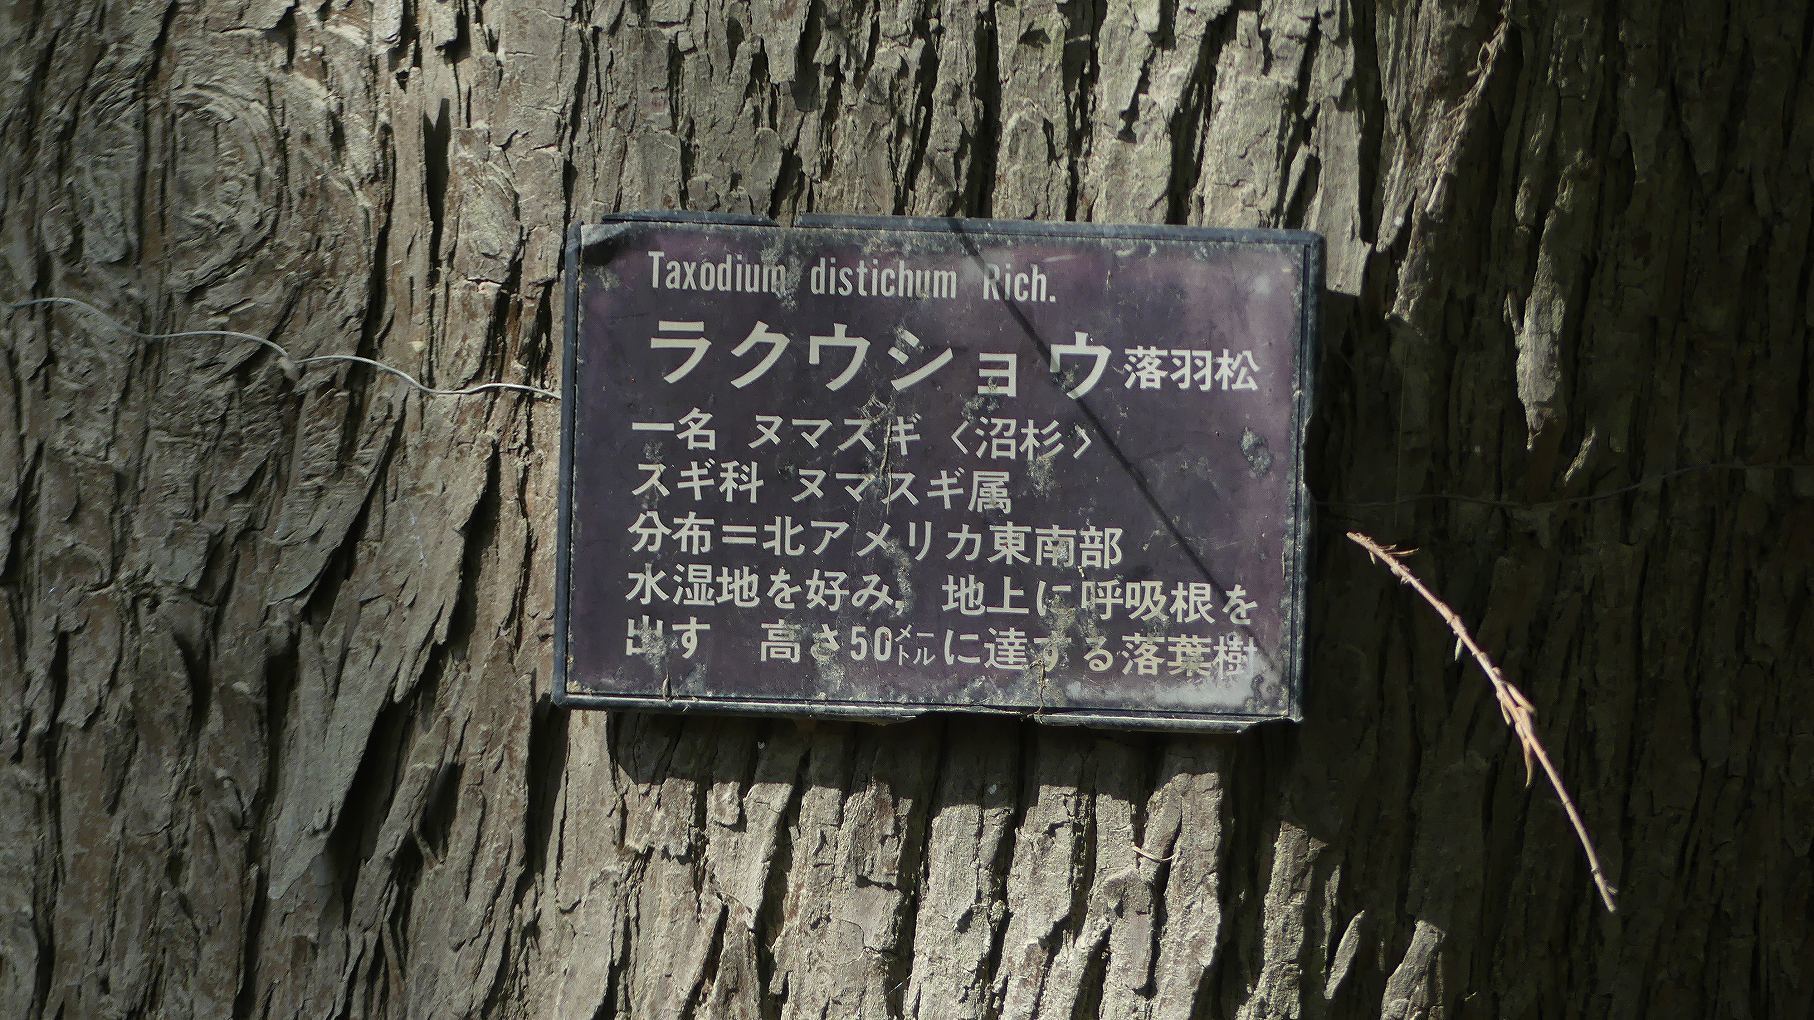 Taxodium distichum Rich.
ラクウショウ 落羽松
一名 ヌマスギ〈沼杉〉
スギ科 ヌマスギ属
分布=北アメリカ東南部
水湿地を好み, 地上に呼吸根を
出す 高さ50メートルに達する落葉樹